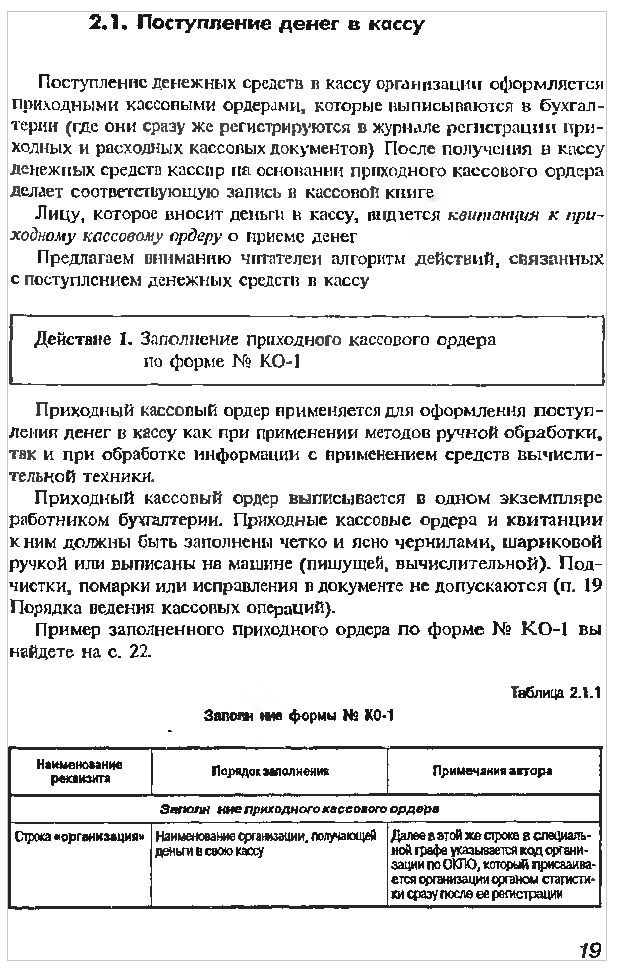 2.1. Поступление денег в кассу
Поступление денежных средств в кассу организации оформляется
приходными кассовыми ордерами, которые выписываются в бухгал-
терии (где они сразу же регистрируются в журнале регистрации при-
ходных и расходных кассовых документов) После получения в кассу
денежных средств кассир на основании приходного кассового ордера
делает соответствующую запись в кассовой книге
Лицу, которое вносит деньги в кассу, выдается квитанция к при-
ходному кассовому ордеру о приеме денег
Предлагаем вниманию читателей алгоритм действий, связанных
с поступлением денежных средств в кассу
Действие 1. Заполнение приходного кассового ордера
по форме № КО-1
Приходный кассовый ордер применяется для оформления поступ-
ления денег в кассу как при применении методов ручной обработки,
так и при обработке информации с применением средств вычисли-
тельной техники.
Приходный кассовый ордер выписывается в одном экземпляре
работником бухгалтерии. Приходные кассовые ордера и квитанции
к ним должны быть заполнены четко и ясно чернилами, шариковой
ручкой или выписаны на машине (пишущей, вычислительной). Под-
чистки, помарки или исправления в документе не допускаются (п. 19
Порядка ведения кассовых операций).
Пример заполненного приходного ордера по форме № КО-1 вы
найдете на с. 22.
Таблица 2.1.1
Заполнение формы № КО-1
Наименование
реквизита
Порядок заполнения
Примечания автора
Заполнение приходного кассового ордера
Строка «организация»
Наименование организации, получающей
деньги в свою кассу
Далее в этой же строке в специаль-
ной графе указывается код органи-
зации по ОКПО, который присваива-
ется организации органом статисти-
ки сразу после ее регистрации
19